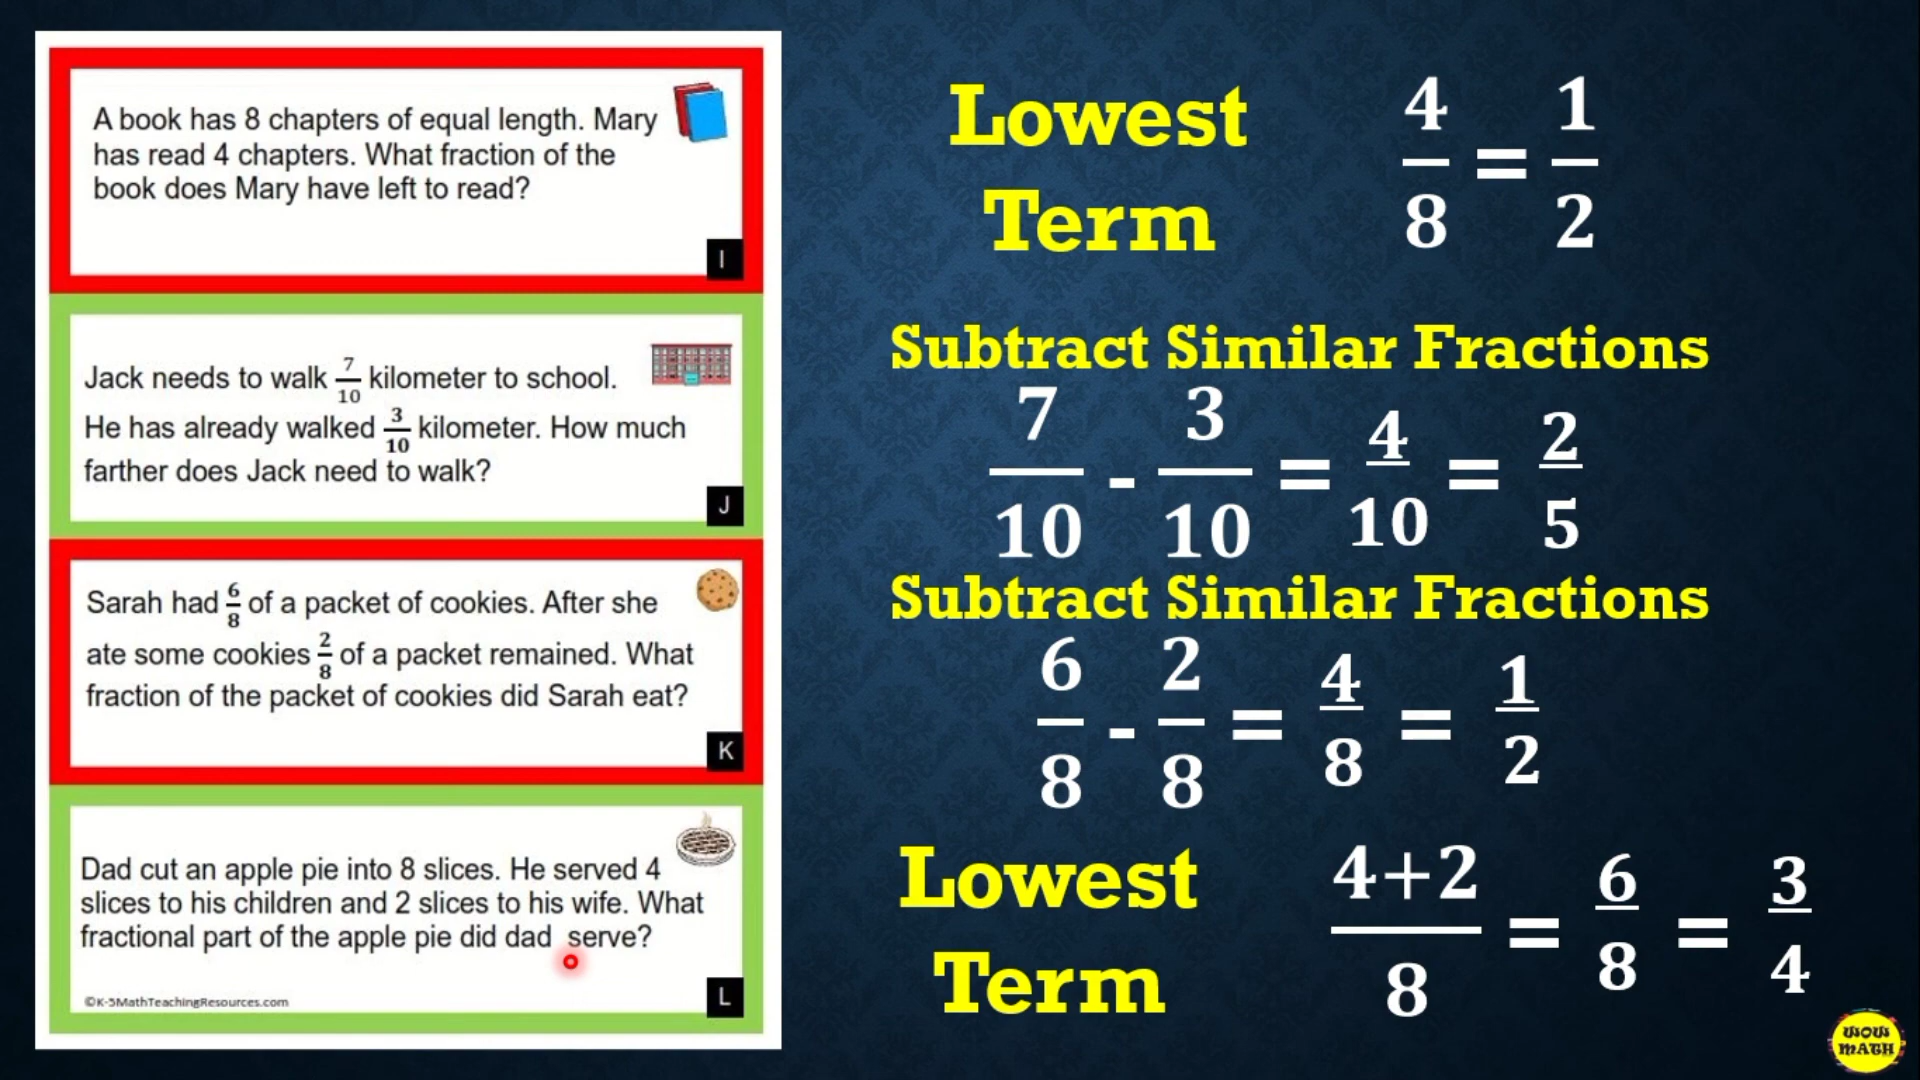 A book has 8 chapters of equal length. Mary
has read 4 chapters. What fraction of the
book does Mary have left to read?
I
Jack needs to walk 7/10 kilometer to school.
He has already walked 3/10 kilometer. How much
farther does Jack need to walk?
J
Sarah had 6/8 of a packet of cookies. After she
ate some cookies 2/8 of a packet remained. What
fraction of the packet of cookies did Sarah eat?
K
Dad cut an apple pie into 8 slices. He served 4
slices to his children and 2 slices to his wife. What
fractional part of the apple pie did dad serve?
©K-5MathTeachingResources.com
L
Lowest
Term
4/8 = 1/2
Subtract Similar Fractions
7/10 - 3/10 = 4/10 = 2/5
Subtract Similar Fractions
6/8 - 2/8 = 4/8 = 1/2
Lowest
Term
4+2/8 = 6/8 = 3/4
WOW
MATH